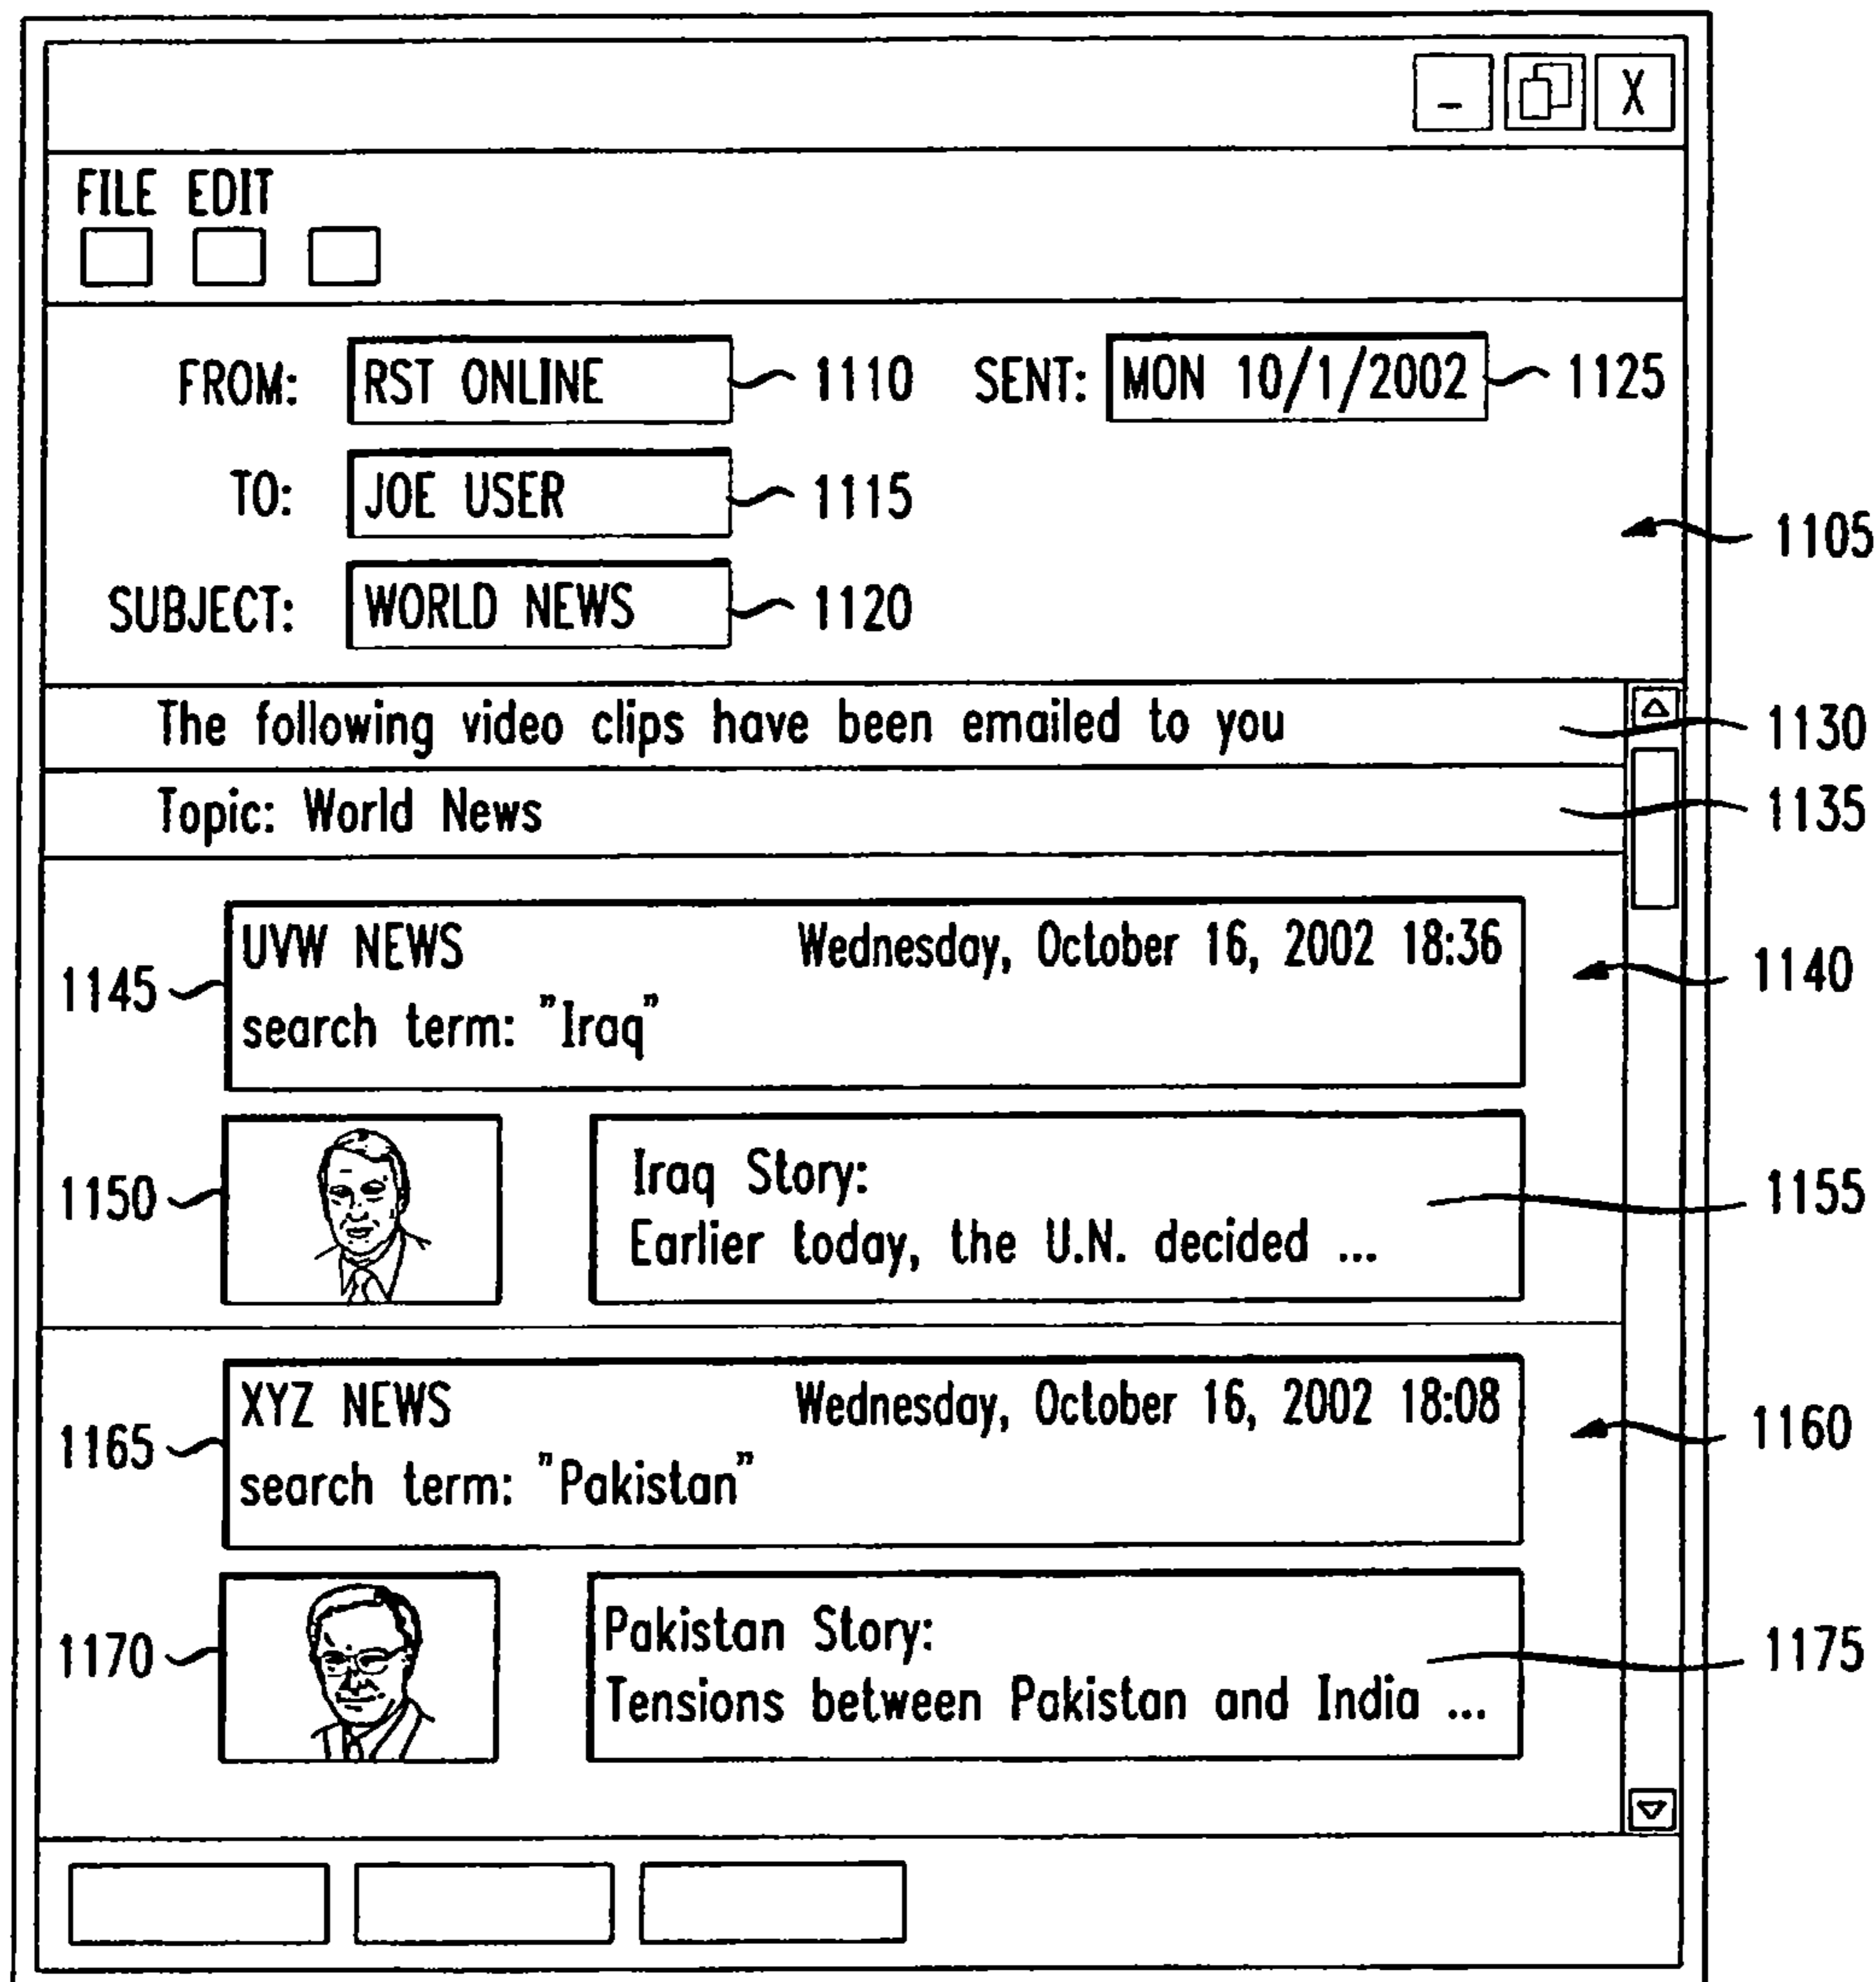 X
FILE EDIT
FROM: RST ONLINE 1110 SENT: MON 10/1/2002 1125
TO: JOE USER 1115
1105
SUBJECT: WORLD NEWS 1120
The following video clips have been emailed to you 1130
Topic: World News 1135
UVW NEWS Wednesday, October 16, 2002 18:36
1145 1140
search term: "Iraq"
Iraq Story:
1150 1155
Earlier today, the U.N. decided ...
XYZ NEWS Wednesday, October 16, 2002 18:08
1165 1160
search term: "Pakistan"
Pakistan Story:
1170 1175
Tensions between Pakistan and India ...